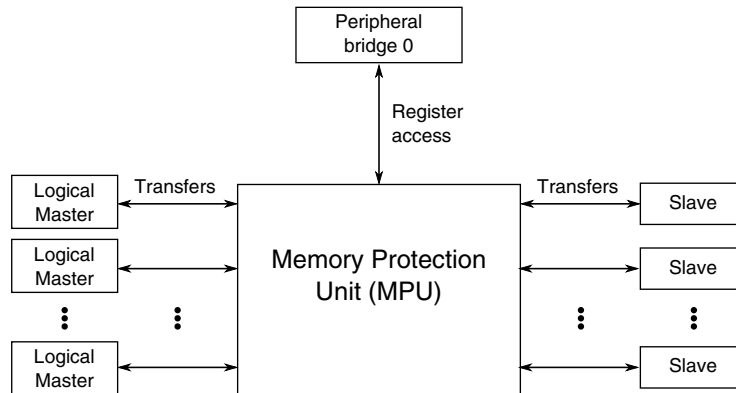 Peripheral
bridge 0
Register
access
Logical
Master
Transfers
Transfers
Slave
Logical
Master
Memory Protection
Unit (MPU)
Slave
Logical
Master
Slave